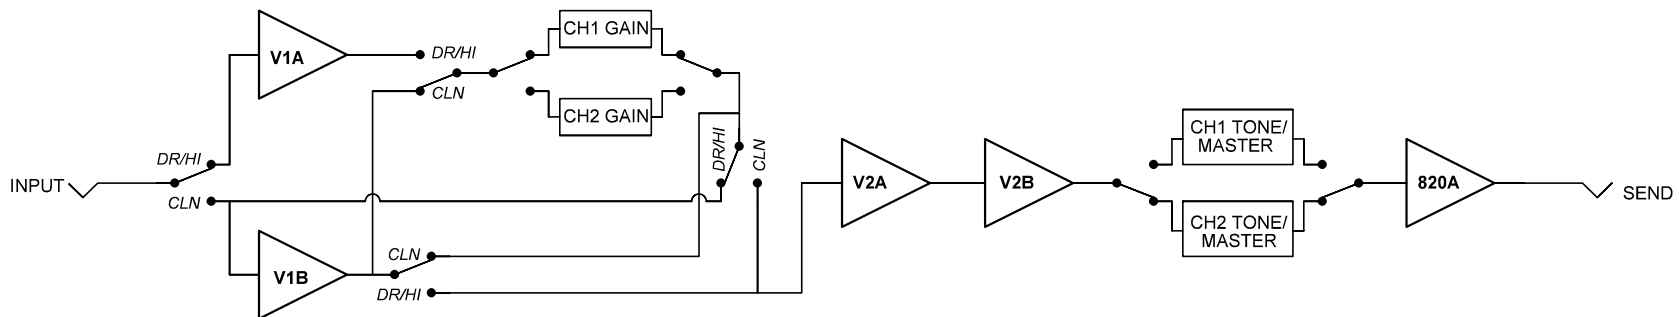 CH1 GAIN
V1A
DR/HI
CLN
CH2 GAIN
DR/HI
INPUT
CLN
DR/HI
CLN
V2A
V2B
CH1 TONE/
MASTER
CH2 TONE/
MASTER
820A
SEND
V1B
CLN
DR/HI